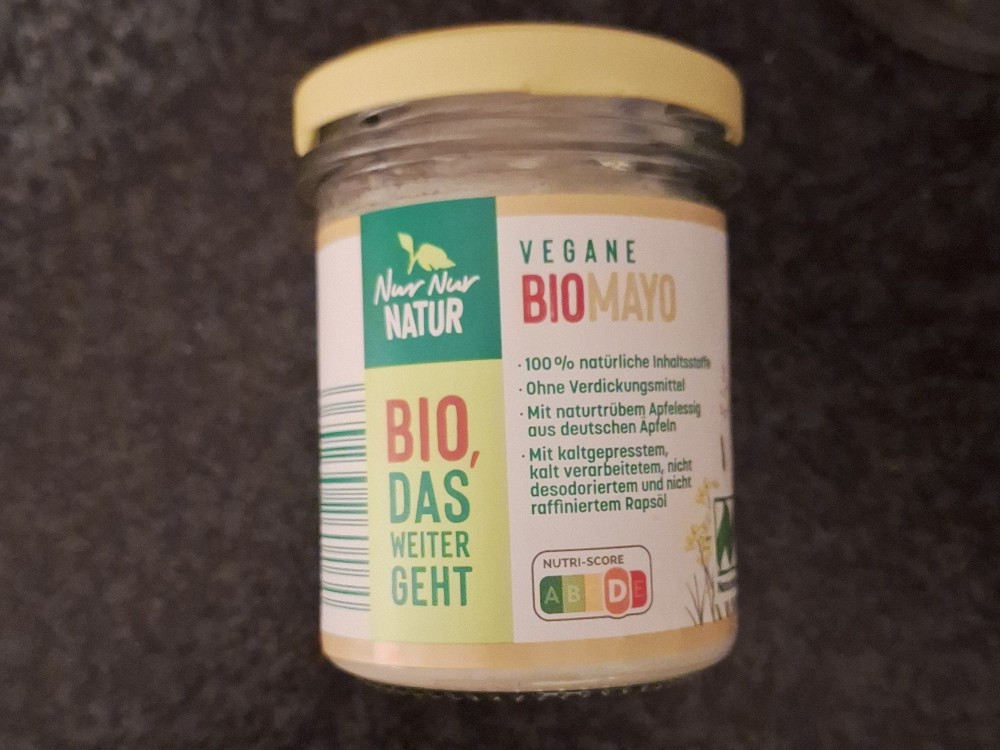 Nur Nur
NATUR
BIO,
DAS
WEITER
GEHT
VEGANE
BIOMAYO
· 100 % natürliche Inhaltsstoffe
· Ohne Verdickungsmittel
· Mit naturtrübem Apfelessig
aus deutschen Äpfeln
· Mit kaltgepresstem,
kalt verarbeitetem, nicht
desodoriertem und nicht
raffiniertem Rapsöl
NUTRI-SCORE
A B D E